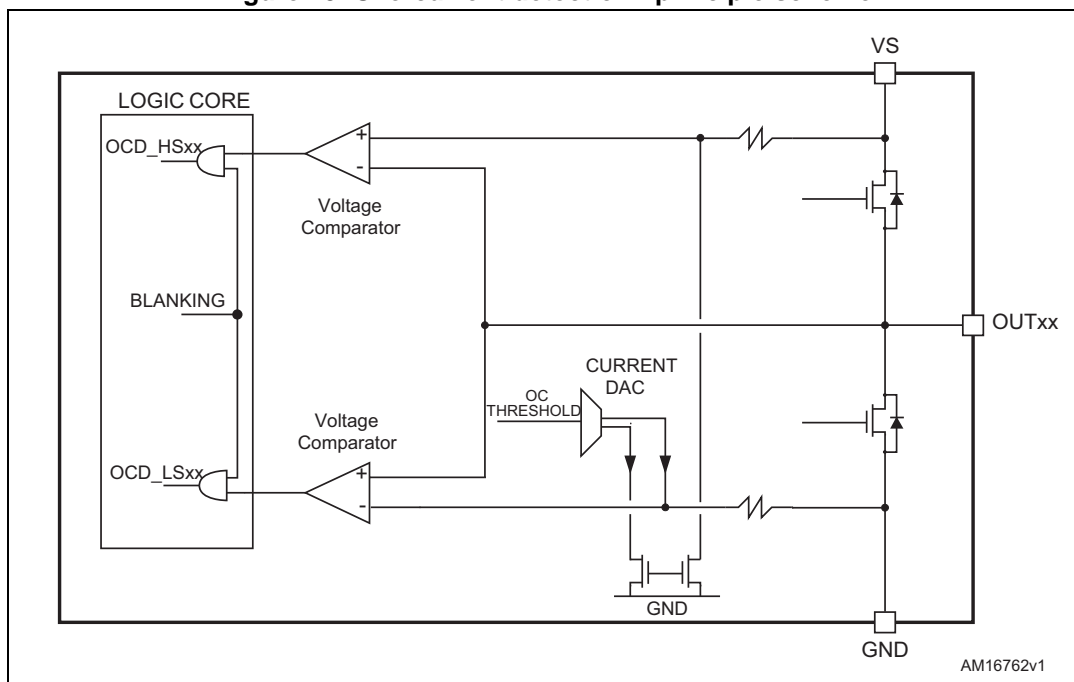 VS
LOGIC CORE
OCD_HSxx
+
-
Voltage
Comparator
BLANKING
OUTxx
CURRENT
DAC
OC
THRESHOLD
Voltage
Comparator
OCD_LSxx
+
-
GND
GND
AM16762v1